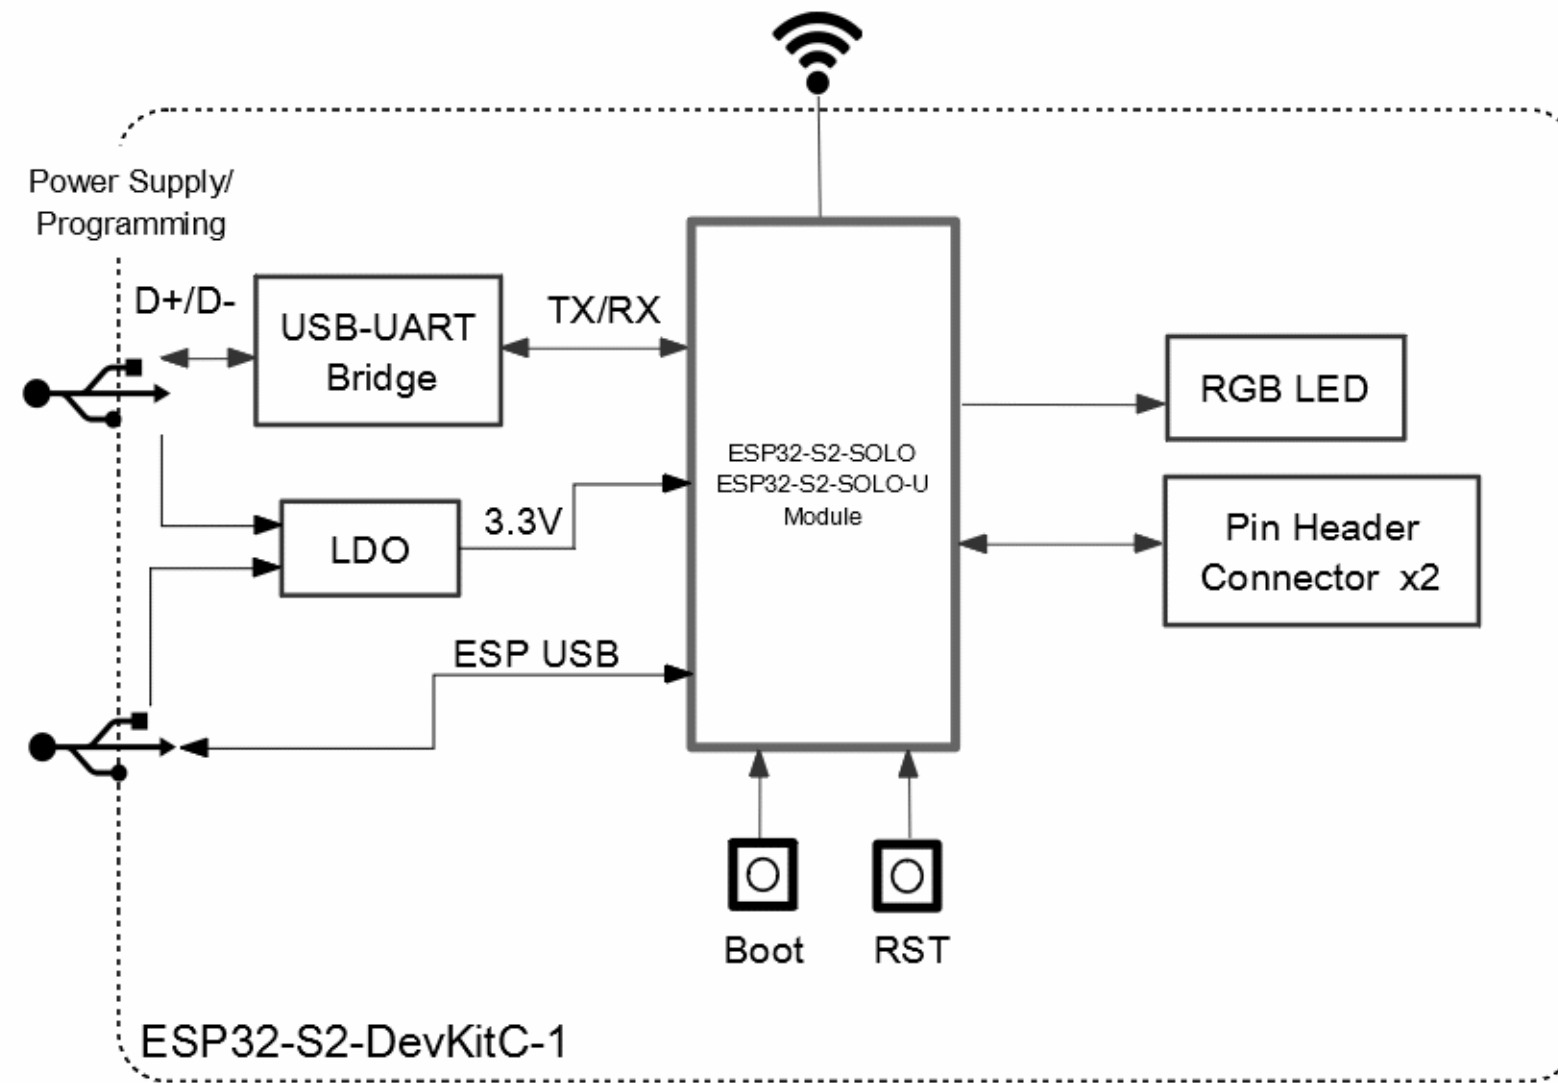 Power Supply/
Programming
D+/D-
USB-UART
Bridge
TX/RX
ESP32-S2-SOLO
ESP32-S2-SOLO-U
Module
RGB LED
Pin Header
Connector x2
LDO
3.3V
ESP USB
Boot
RST
ESP32-S2-DevKitC-1